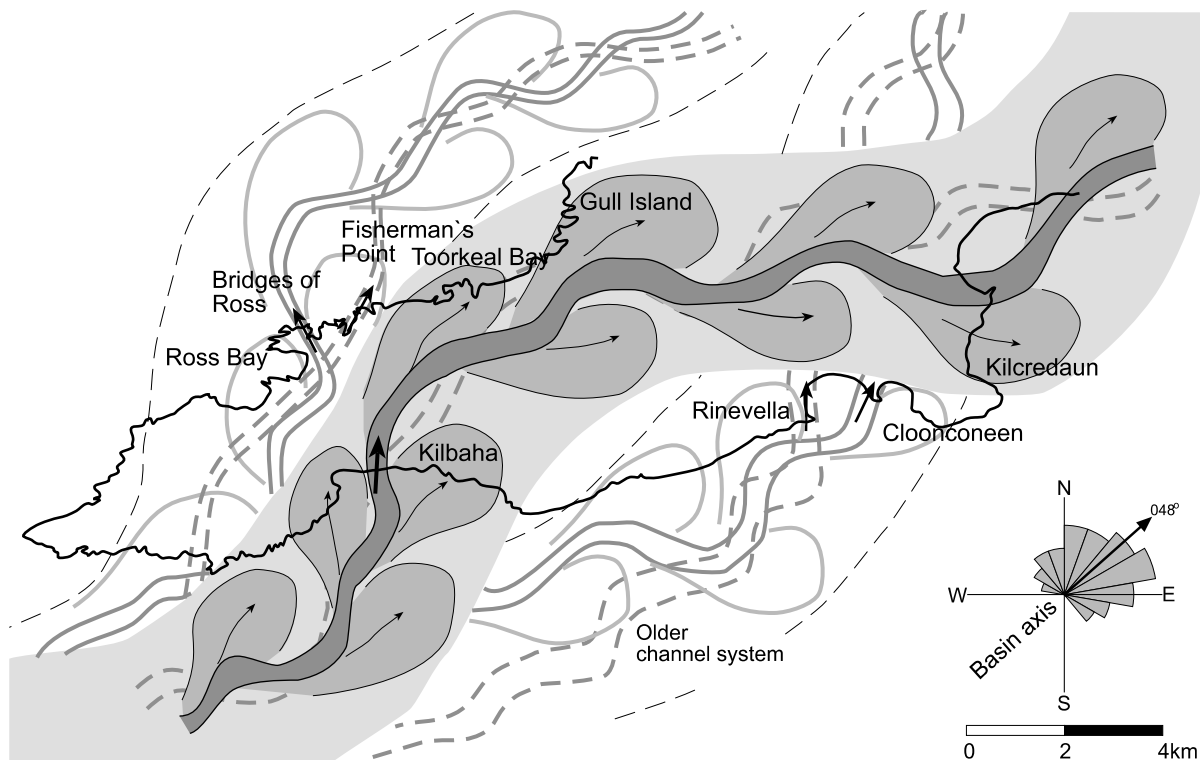 Gull Island
Fisherman`s
Point
Toorkeal Bay
Bridges of
Ross
Ross Bay
Kilcredaun
Rinevella
Cloonconeen
Kilbaha
N
048°
W
E
Basin axis
S
Older
channel system
0
2
4km